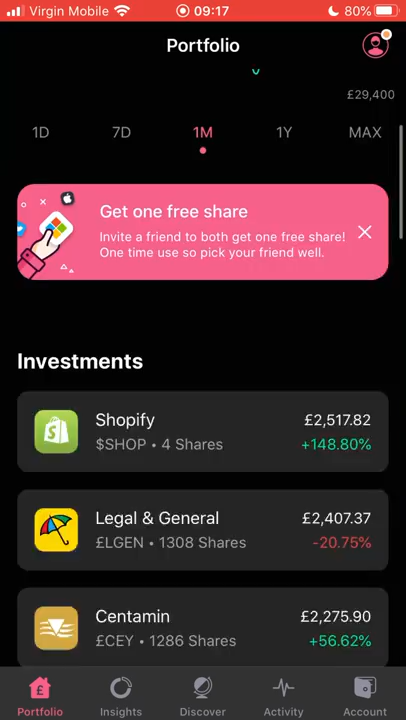 Virgin Mobile 09:17 80%
Portfolio
£29,400
1D 7D 1M 1Y MAX
Get one free share
Invite a friend to both get one free share!
One time use so pick your friend well.
Investments
Shopify £2,517.82
$SHOP • 4 Shares +148.80%
Legal & General £2,407.37
£LGEN • 1308 Shares -20.75%
Centamin £2,275.90
£CEY • 1286 Shares +56.62%
Portfolio Insights Discover Activity Account